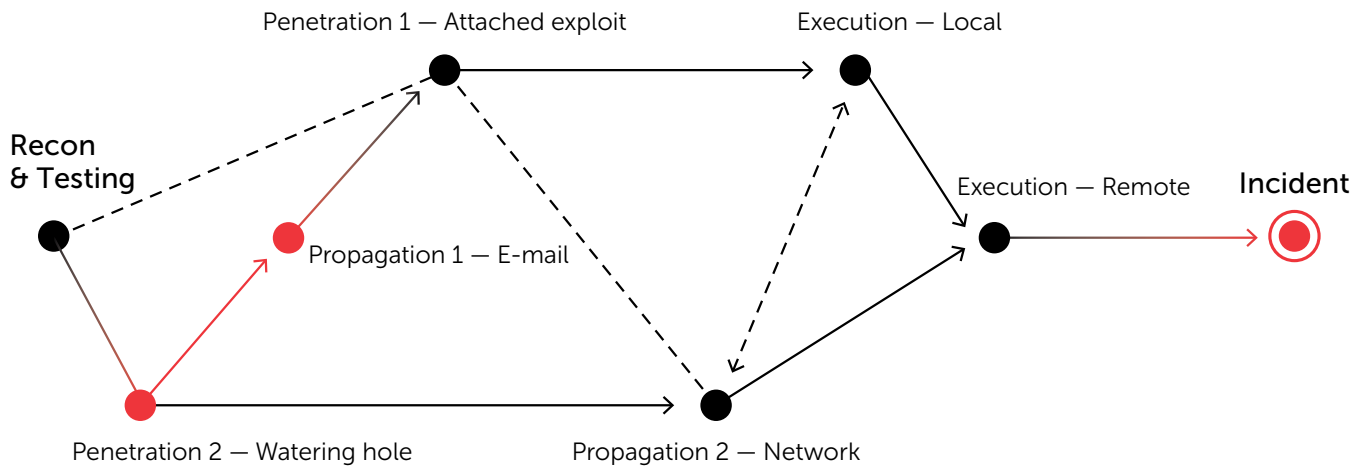 Penetration 1 — Attached exploit
Execution — Local
Recon
& Testing
Execution — Remote
Incident
Propagation 1 — E-mail
Penetration 2 — Watering hole
Propagation 2 — Network